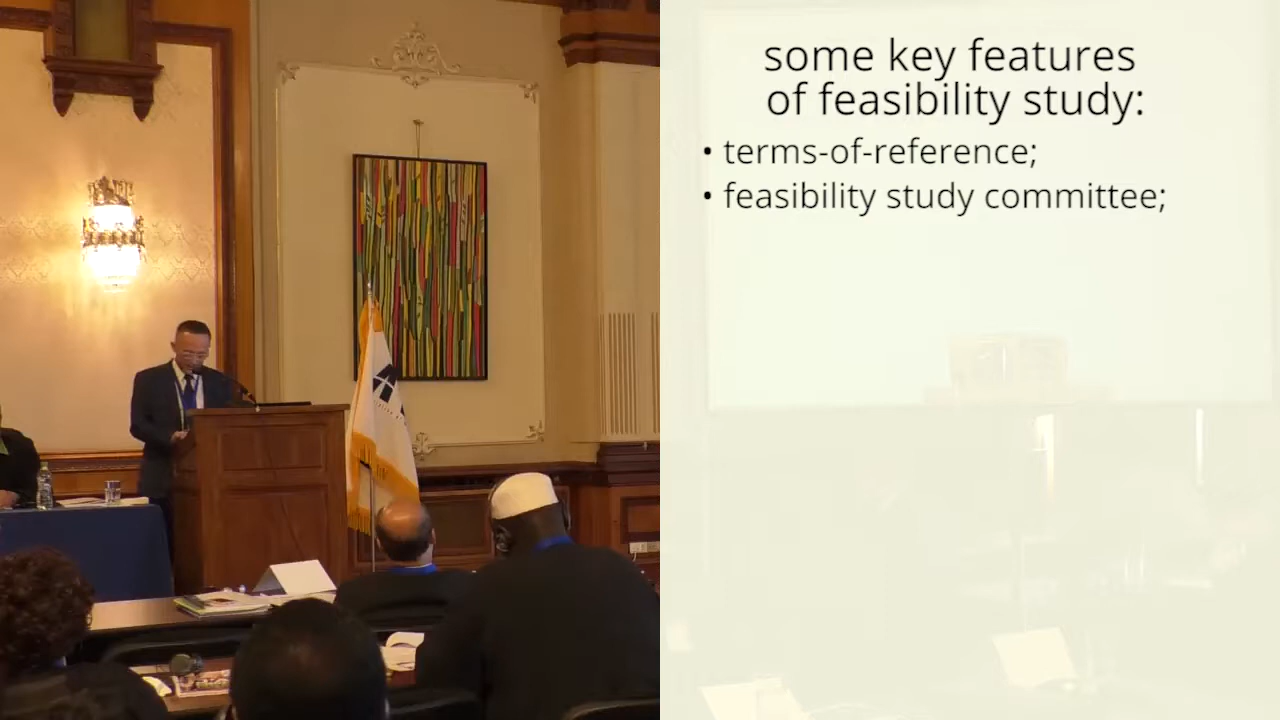 some key features
of feasibility study:
• terms-of-reference;
• feasibility study committee;